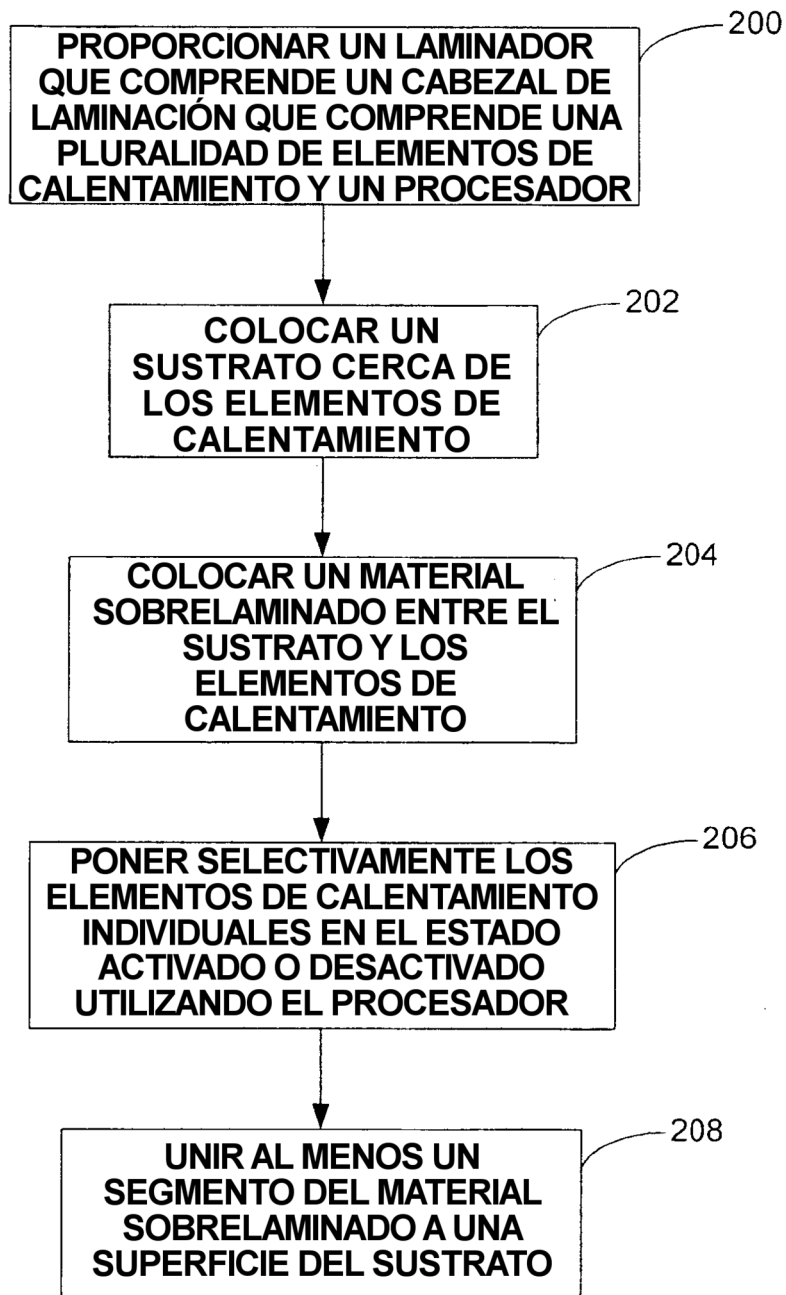 200
PROPORCIONAR UN LAMINADOR
QUE COMPRENDE UN CABEZAL DE
LAMINACIÓN QUE COMPRENDE UNA
PLURALIDAD DE ELEMENTOS DE
CALENTAMIENTO Y UN PROCESADOR
202
COLOCAR UN
SUSTRATO CERCA DE
LOS ELEMENTOS DE
CALENTAMIENTO
204
COLOCAR UN MATERIAL
SOBRELAMINADO ENTRE EL
SUSTRATO Y LOS
ELEMENTOS DE
CALENTAMIENTO
206
PONER SELECTIVAMENTE LOS
ELEMENTOS DE CALENTAMIENTO
INDIVIDUALES EN EL ESTADO
ACTIVADO O DESACTIVADO
UTILIZANDO EL PROCESADOR
208
UNIR AL MENOS UN
SEGMENTO DEL MATERIAL
SOBRELAMINADO A UNA
SUPERFICIE DEL SUSTRATO